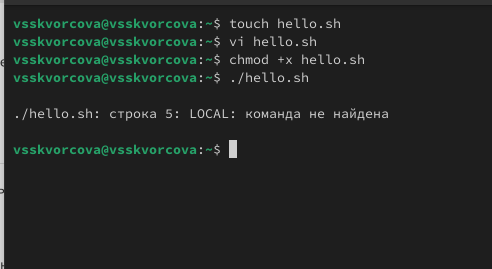 vsskvorcova@vsskvorcova:~$ touch hello.sh
vsskvorcova@vsskvorcova:~$ vi hello.sh
vsskvorcova@vsskvorcova:~$ chmod +x hello.sh
vsskvorcova@vsskvorcova:~$ ./hello.sh
./hello.sh: строка 5: LOCAL: команда не найдена
vsskvorcova@vsskvorcova:~$